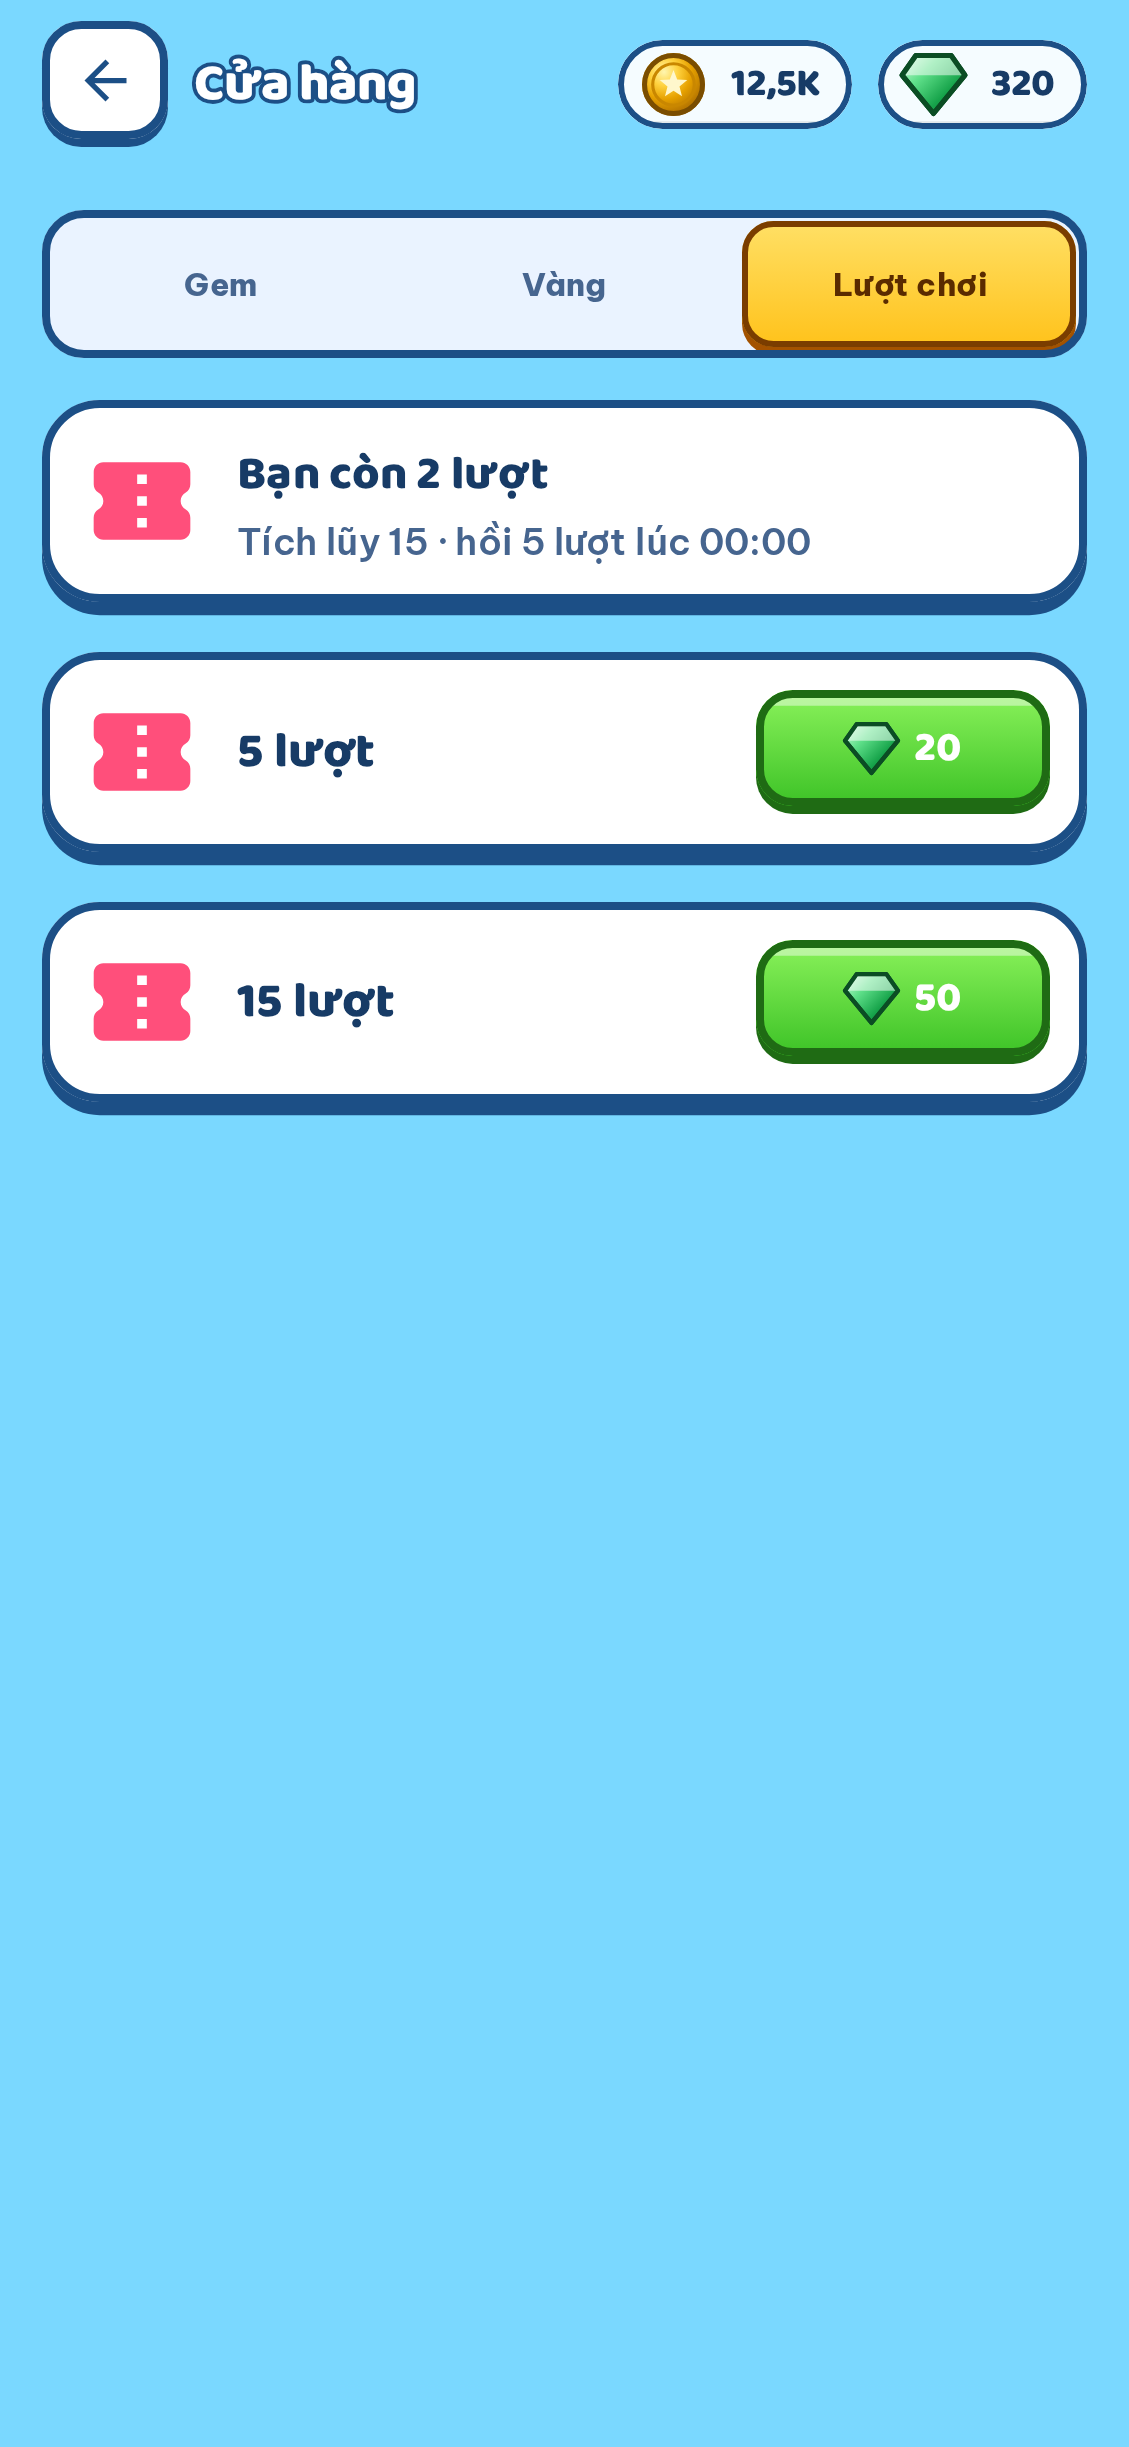 Cửa hàng
12,5K
320
Gem
Vàng
Lượt chơi
Bạn còn 2 lượt
Tích lũy 15 · hồi 5 lượt lúc 00:00
5 lượt
20
15 lượt
50